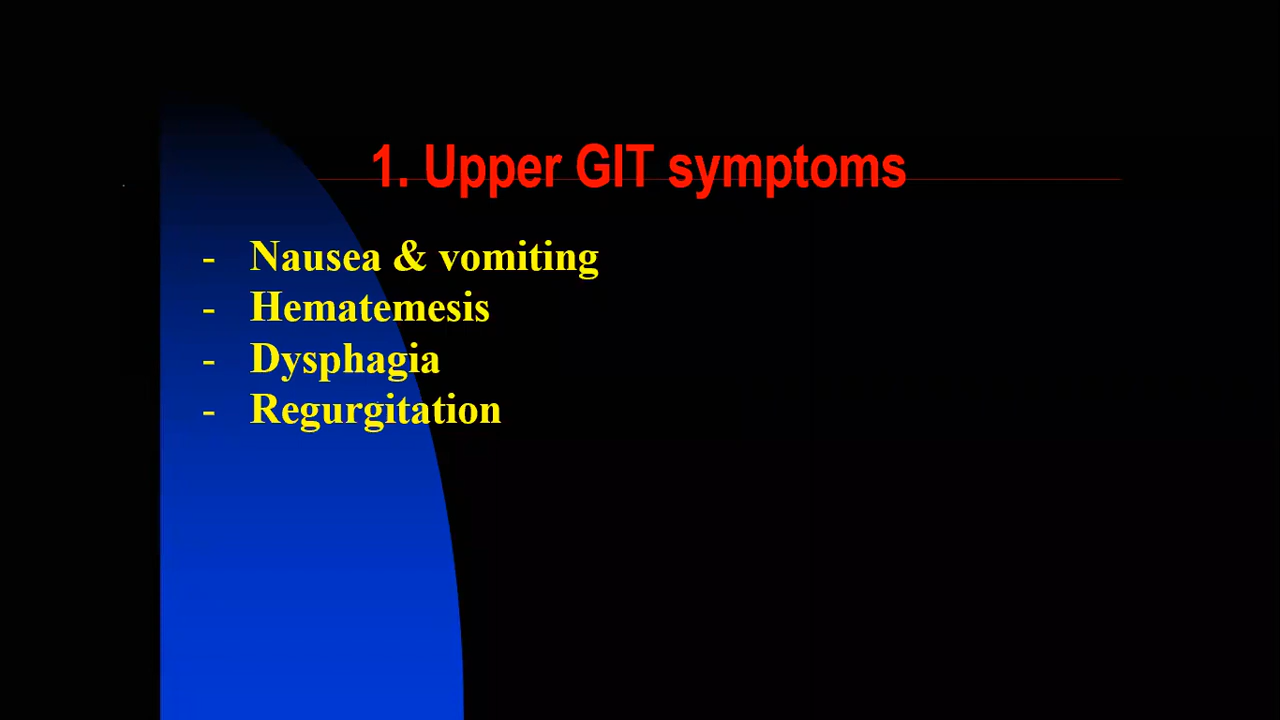 1. Upper GIT symptoms
- Nausea & vomiting
- Hematemesis
- Dysphagia
- Regurgitation